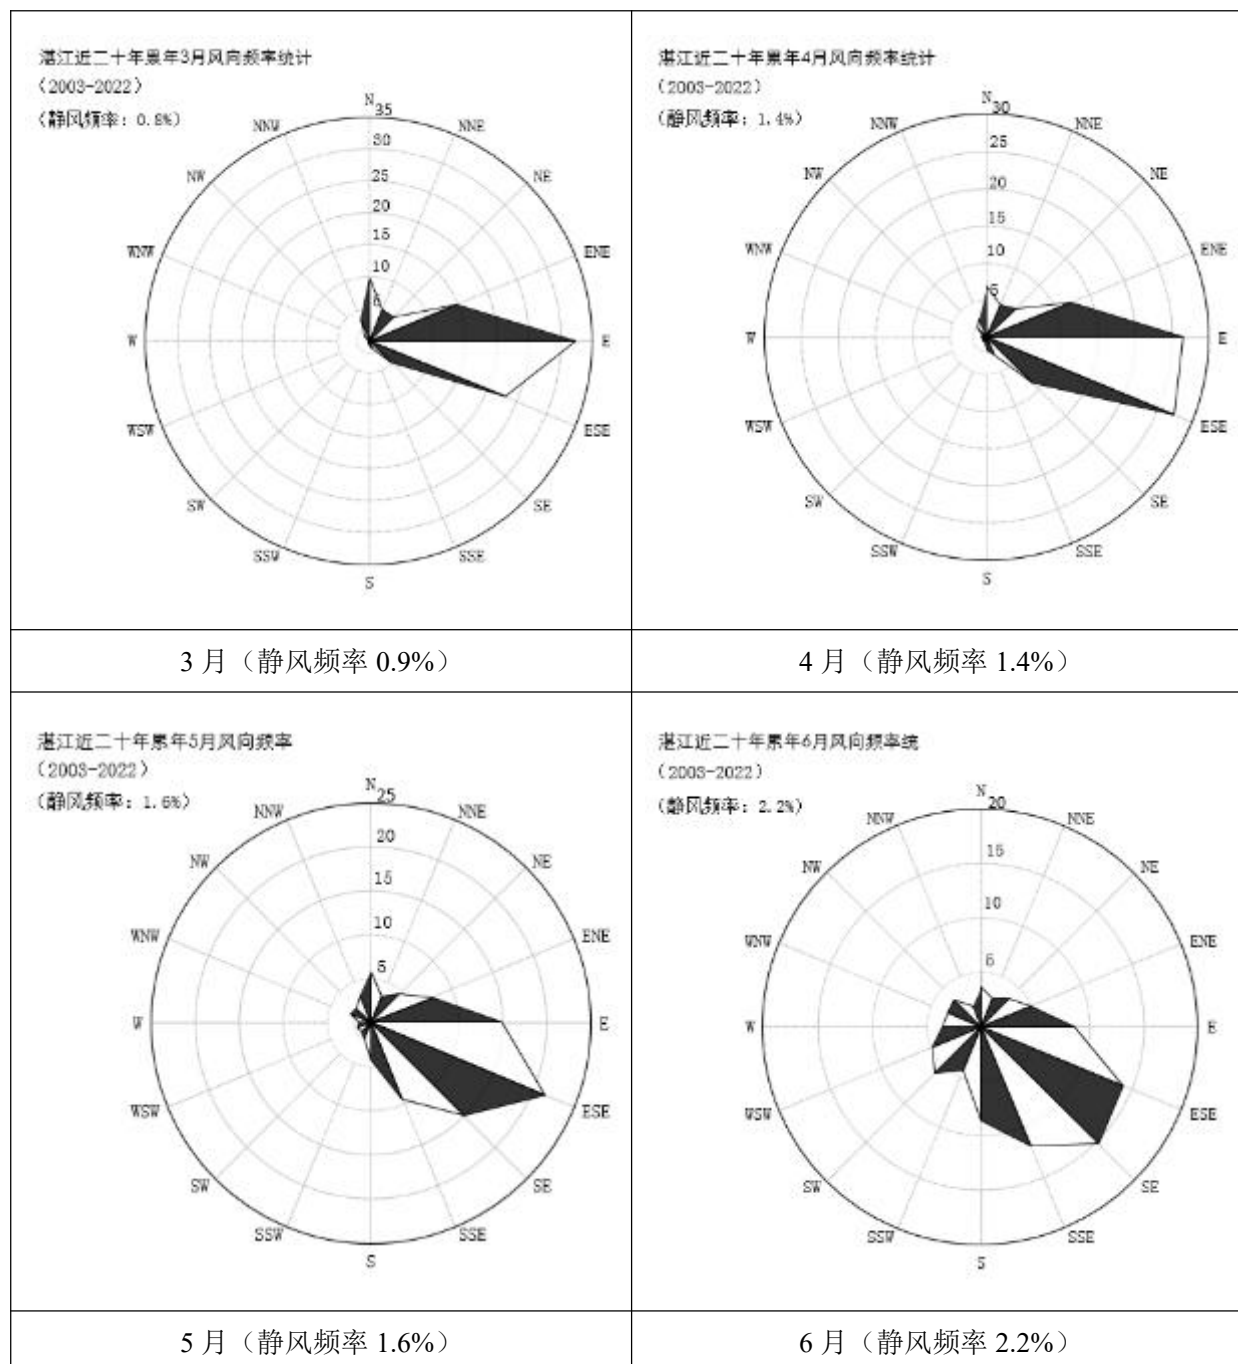 湛江近二十年累年3月风向频率统计
（2003-2022）
（静风频率：0.8%）
N
35
30
25
20
15
10
5
NNE
NE
ENE
E
ESE
SE
SSE
S
SSW
SW
WSW
W
WNW
NW
NNW
湛江近二十年累年4月风向频率统计
（2003-2022）
（静风频率：1.4%）
N
30
25
20
15
10
5
NNE
NE
ENE
E
ESE
SE
SSE
S
SSW
SW
WSW
W
WNW
NW
NNW
3 月（静风频率 0.9%）
4 月（静风频率 1.4%）
湛江近二十年累年5月风向频率
（2003-2022）
（静风频率：1.6%）
N
25
20
15
10
5
NNE
NE
ENE
E
ESE
SE
SSE
S
SSW
SW
WSW
W
WNW
NW
NNW
湛江近二十年累年6月风向频率统
（2003-2022）
（静风频率：2.2%）
N
20
15
10
5
NNE
NE
ENE
E
ESE
SE
SSE
S
SSW
SW
WSW
W
WNW
NW
NNW
5 月（静风频率 1.6%）
6 月（静风频率 2.2%）